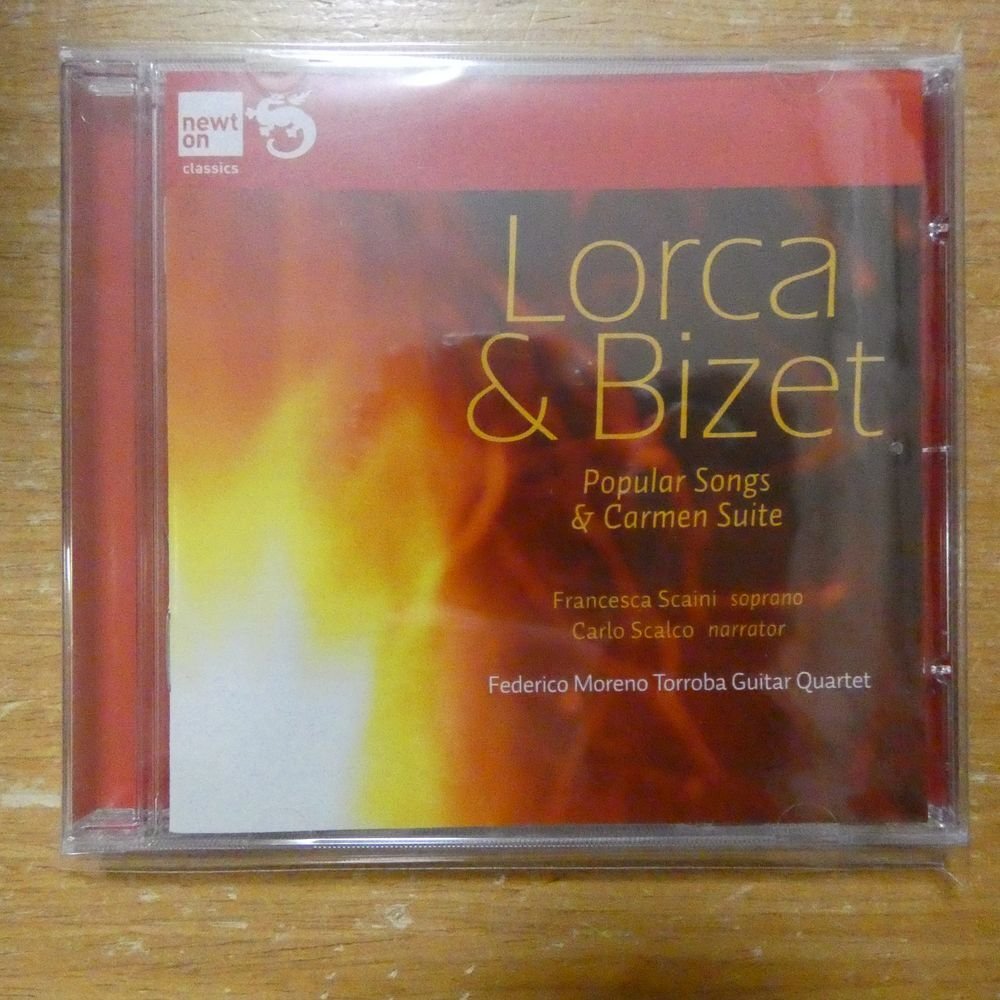 newt
on
classics
Lorca
& Bizet
Popular Songs
& Carmen Suite
Francesca Scaini soprano
Carlo Scalco narrator
Federico Moreno Torroba Guitar Quartet